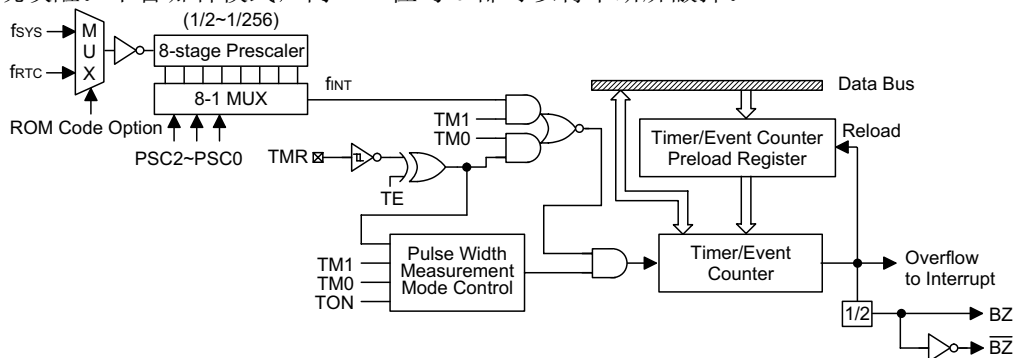 (1/2~1/256)
fSYS
fRTC
MUX
8-stage Prescaler
8-1 MUX
fINT
ROM Code Option
PSC2~PSC0
TMR
TE
TM1
TM0
Data Bus
Timer/Event Counter
Preload Register
Reload
TM1
TM0
TON
Pulse Width
Measurement
Mode Control
Timer/Event
Counter
Overflow
to Interrupt
1/2
BZ
B̅Z̅